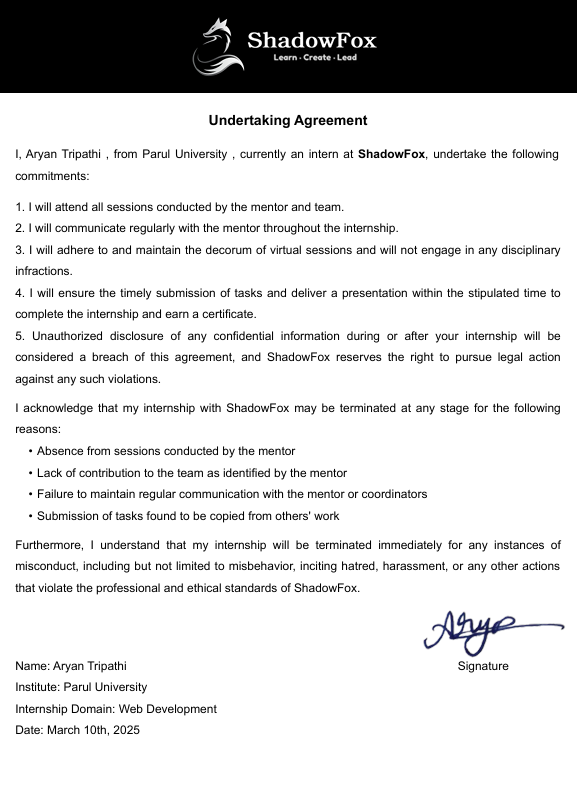 ShadowFox
Learn - Create - Lead
Undertaking Agreement
I, Aryan Tripathi , from Parul University , currently an intern at ShadowFox, undertake the following
commitments:
1. I will attend all sessions conducted by the mentor and team.
2. I will communicate regularly with the mentor throughout the internship.
3. I will adhere to and maintain the decorum of virtual sessions and will not engage in any disciplinary
infractions.
4. I will ensure the timely submission of tasks and deliver a presentation within the stipulated time to
complete the internship and earn a certificate.
5. Unauthorized disclosure of any confidential information during or after your internship will be
considered a breach of this agreement, and ShadowFox reserves the right to pursue legal action
against any such violations.
I acknowledge that my internship with ShadowFox may be terminated at any stage for the following
reasons:
• Absence from sessions conducted by the mentor
• Lack of contribution to the team as identified by the mentor
• Failure to maintain regular communication with the mentor or coordinators
• Submission of tasks found to be copied from others' work
Furthermore, I understand that my internship will be terminated immediately for any instances of
misconduct, including but not limited to misbehavior, inciting hatred, harassment, or any other actions
that violate the professional and ethical standards of ShadowFox.
Name: Aryan Tripathi
Signature
Institute: Parul University
Internship Domain: Web Development
Date: March 10th, 2025